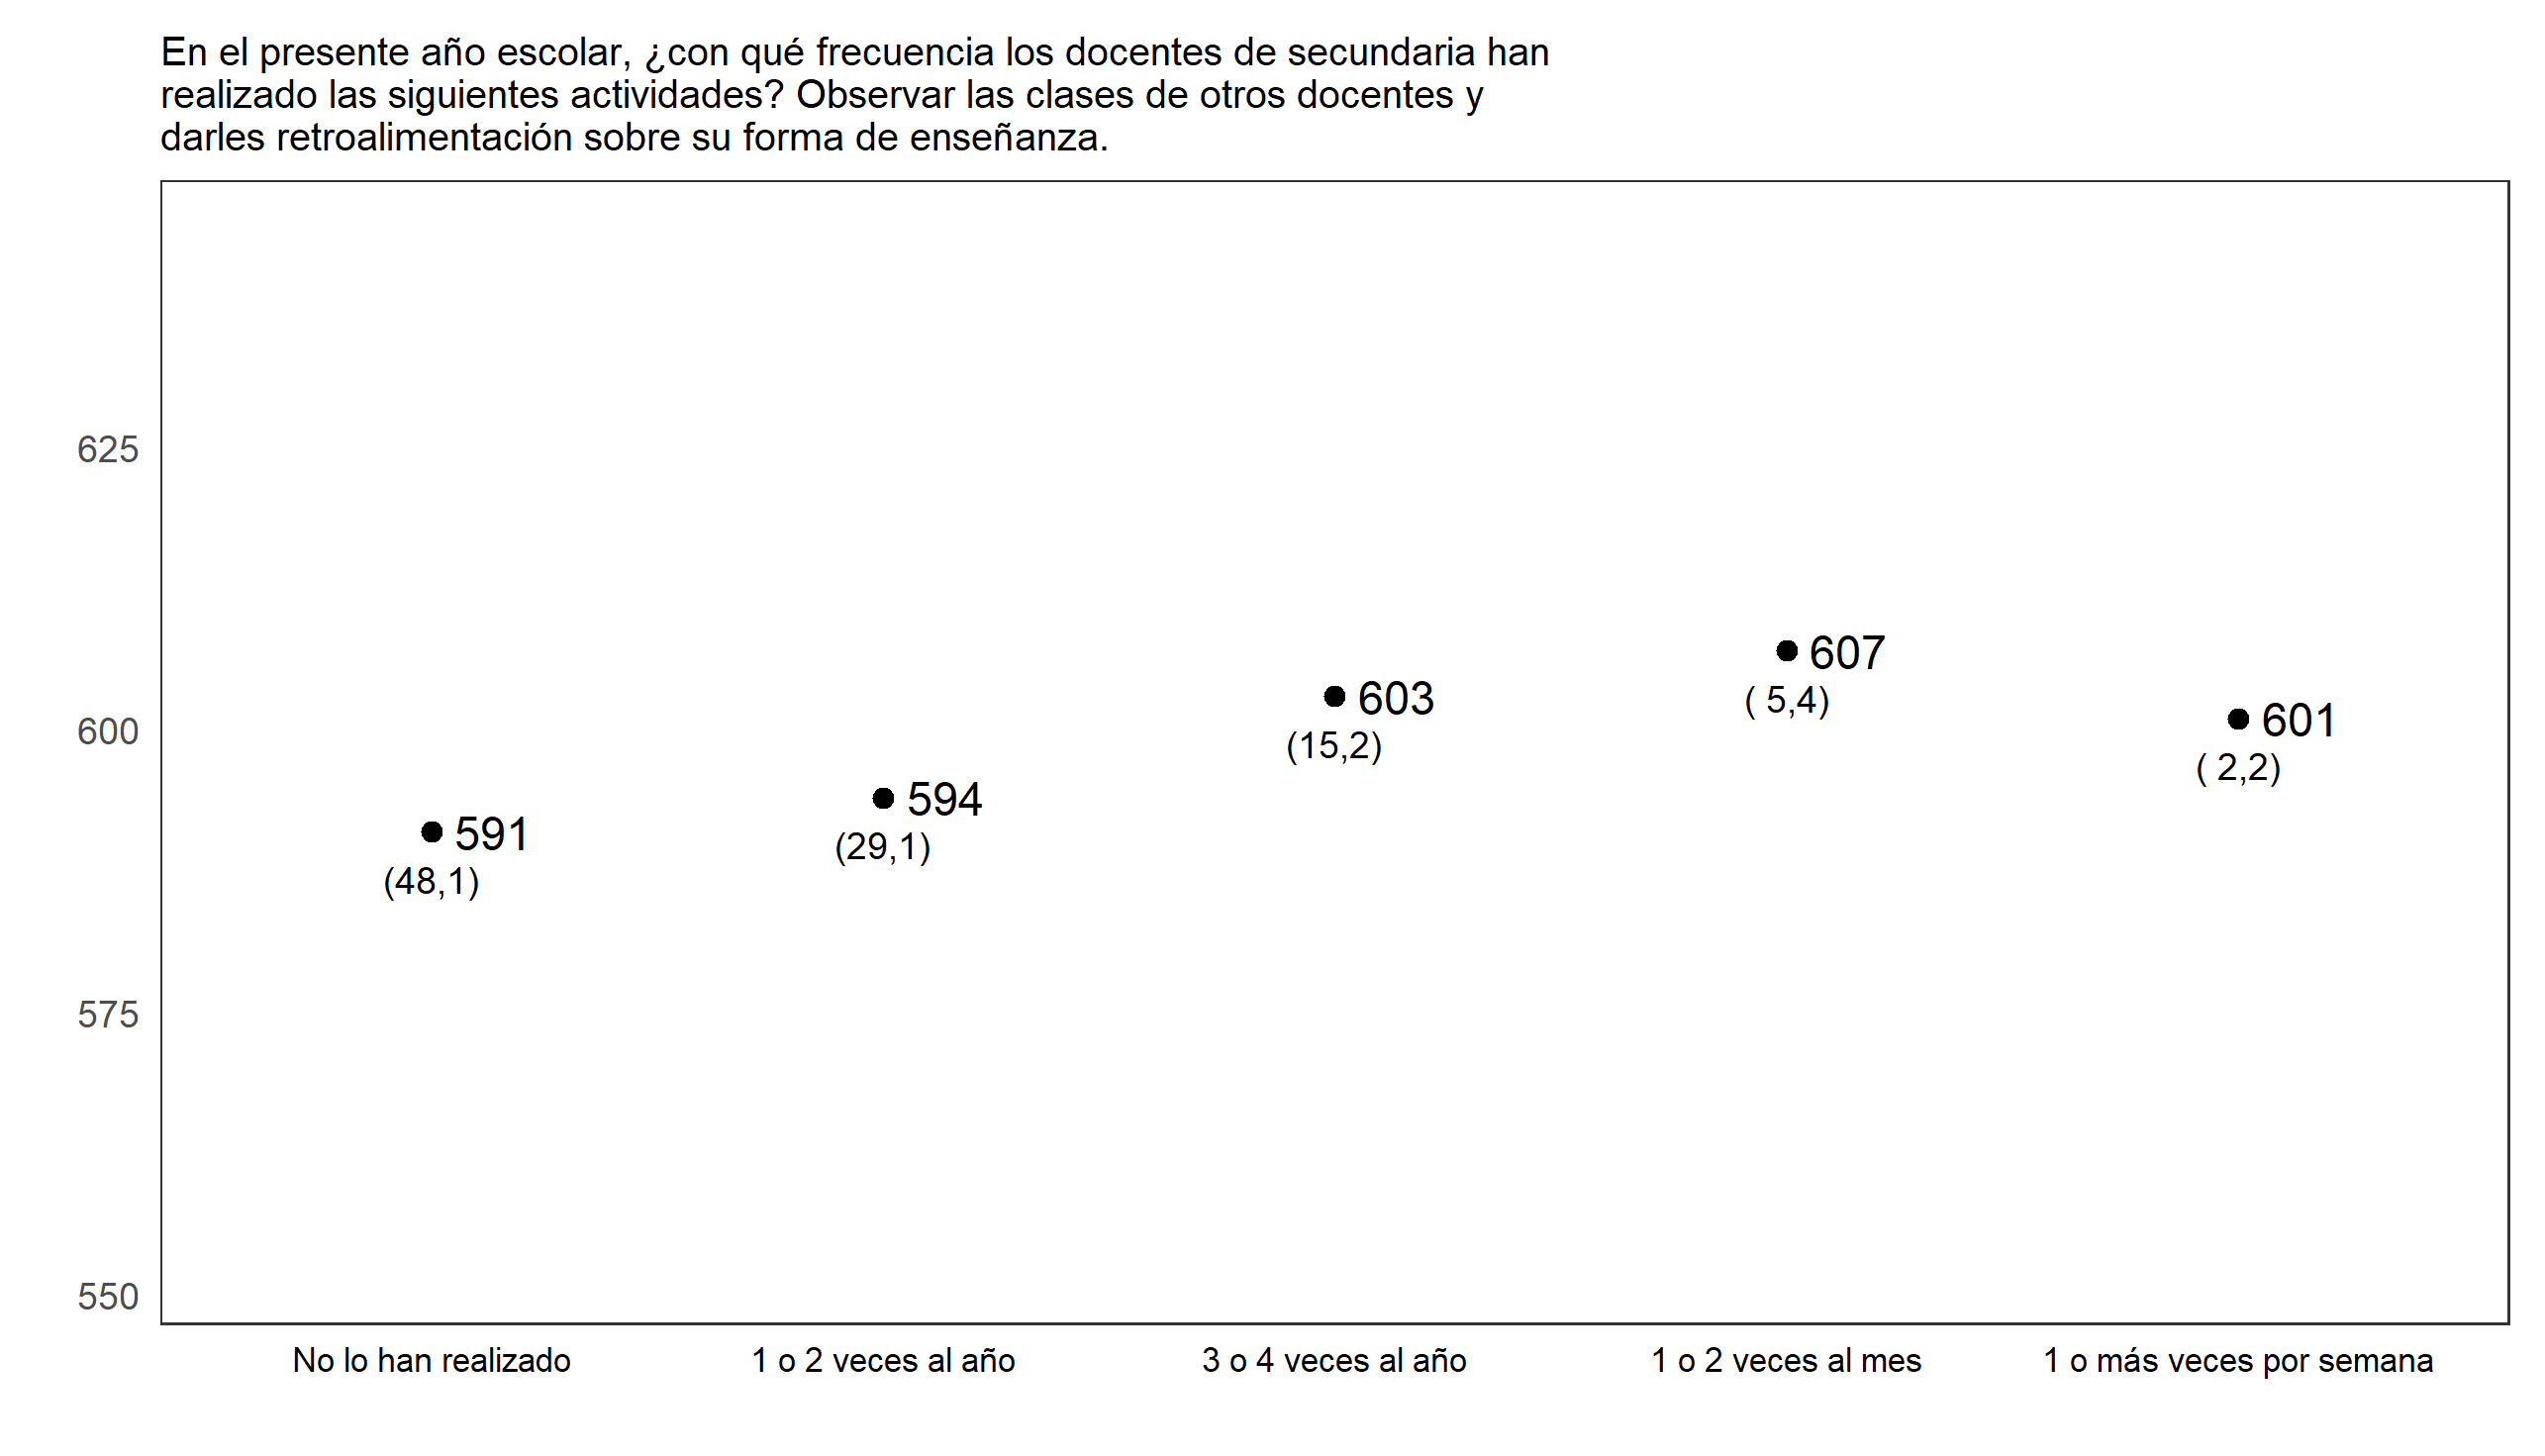 En el presente año escolar, ¿con qué frecuencia los docentes de secundaria han
realizado las siguientes actividades? Observar las clases de otros docentes y
darles retroalimentación sobre su forma de enseñanza.
625
600
575
550
591
(48,1)
594
(29,1)
603
(15,2)
607
( 5,4)
601
( 2,2)
No lo han realizado
1 o 2 veces al año
3 o 4 veces al año
1 o 2 veces al mes
1 o más veces por semana